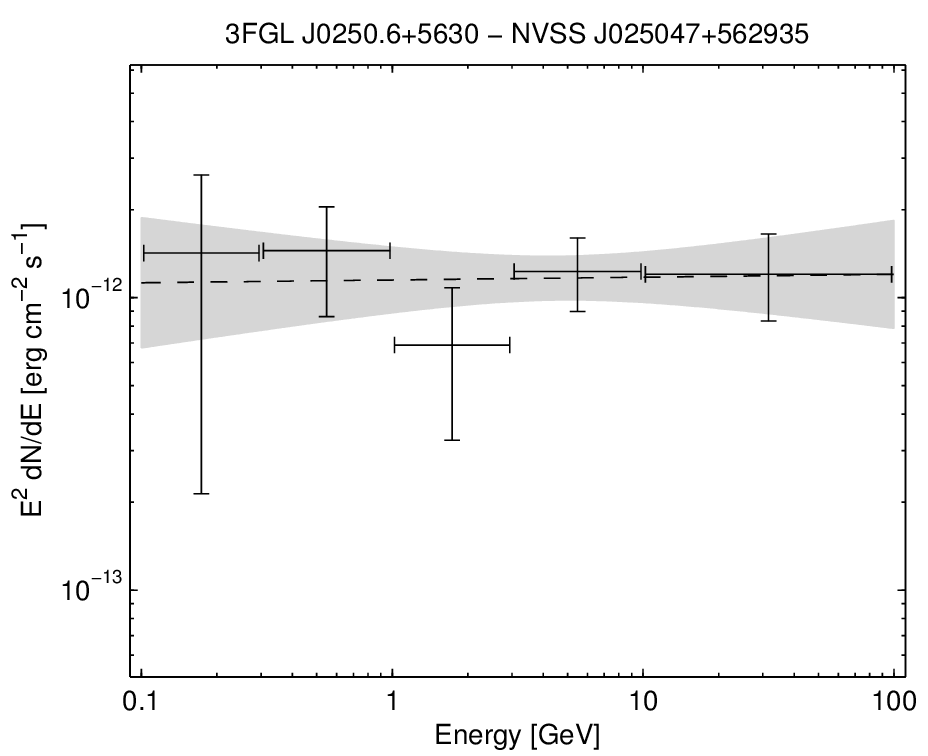 3FGL J0250.6+5630 − NVSS J025047+562935
E² dN/dE [erg cm⁻² s⁻¹]
10⁻¹²
10⁻¹³
0.1 1 10 100
Energy [GeV]